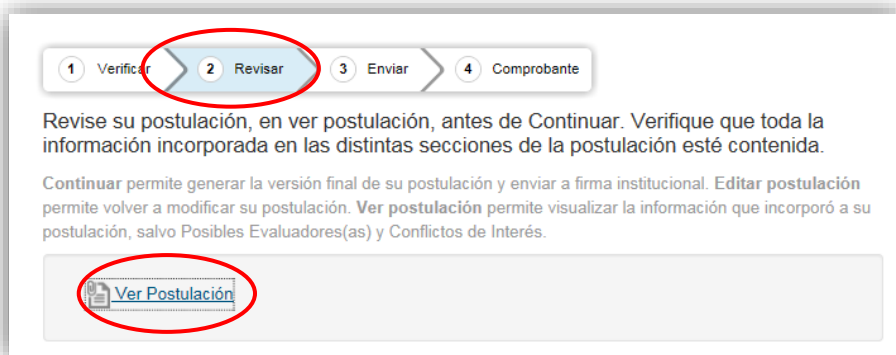 1 Verificar 2 Revisar 3 Enviar 4 Comprobante
Revise su postulación, en ver postulación, antes de Continuar. Verifique que toda la
información incorporada en las distintas secciones de la postulación esté contenida.
Continuar permite generar la versión final de su postulación y enviar a firma institucional. Editar postulación
permite volver a modificar su postulación. Ver postulación permite visualizar la información que incorporó a su
postulación, salvo Posibles Evaluadores(as) y Conflictos de Interés.
Ver Postulación